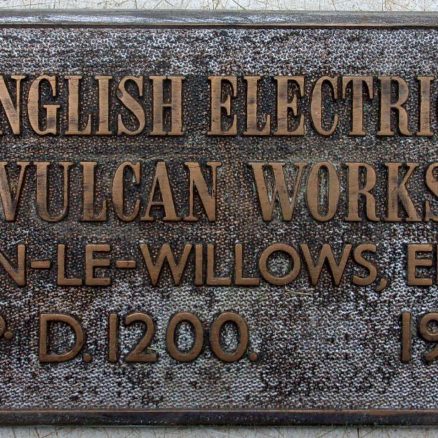 NGLISH ELECTRI
VULCAN WORKS
N-LE-WILLOWS, E
D. 1200. 19